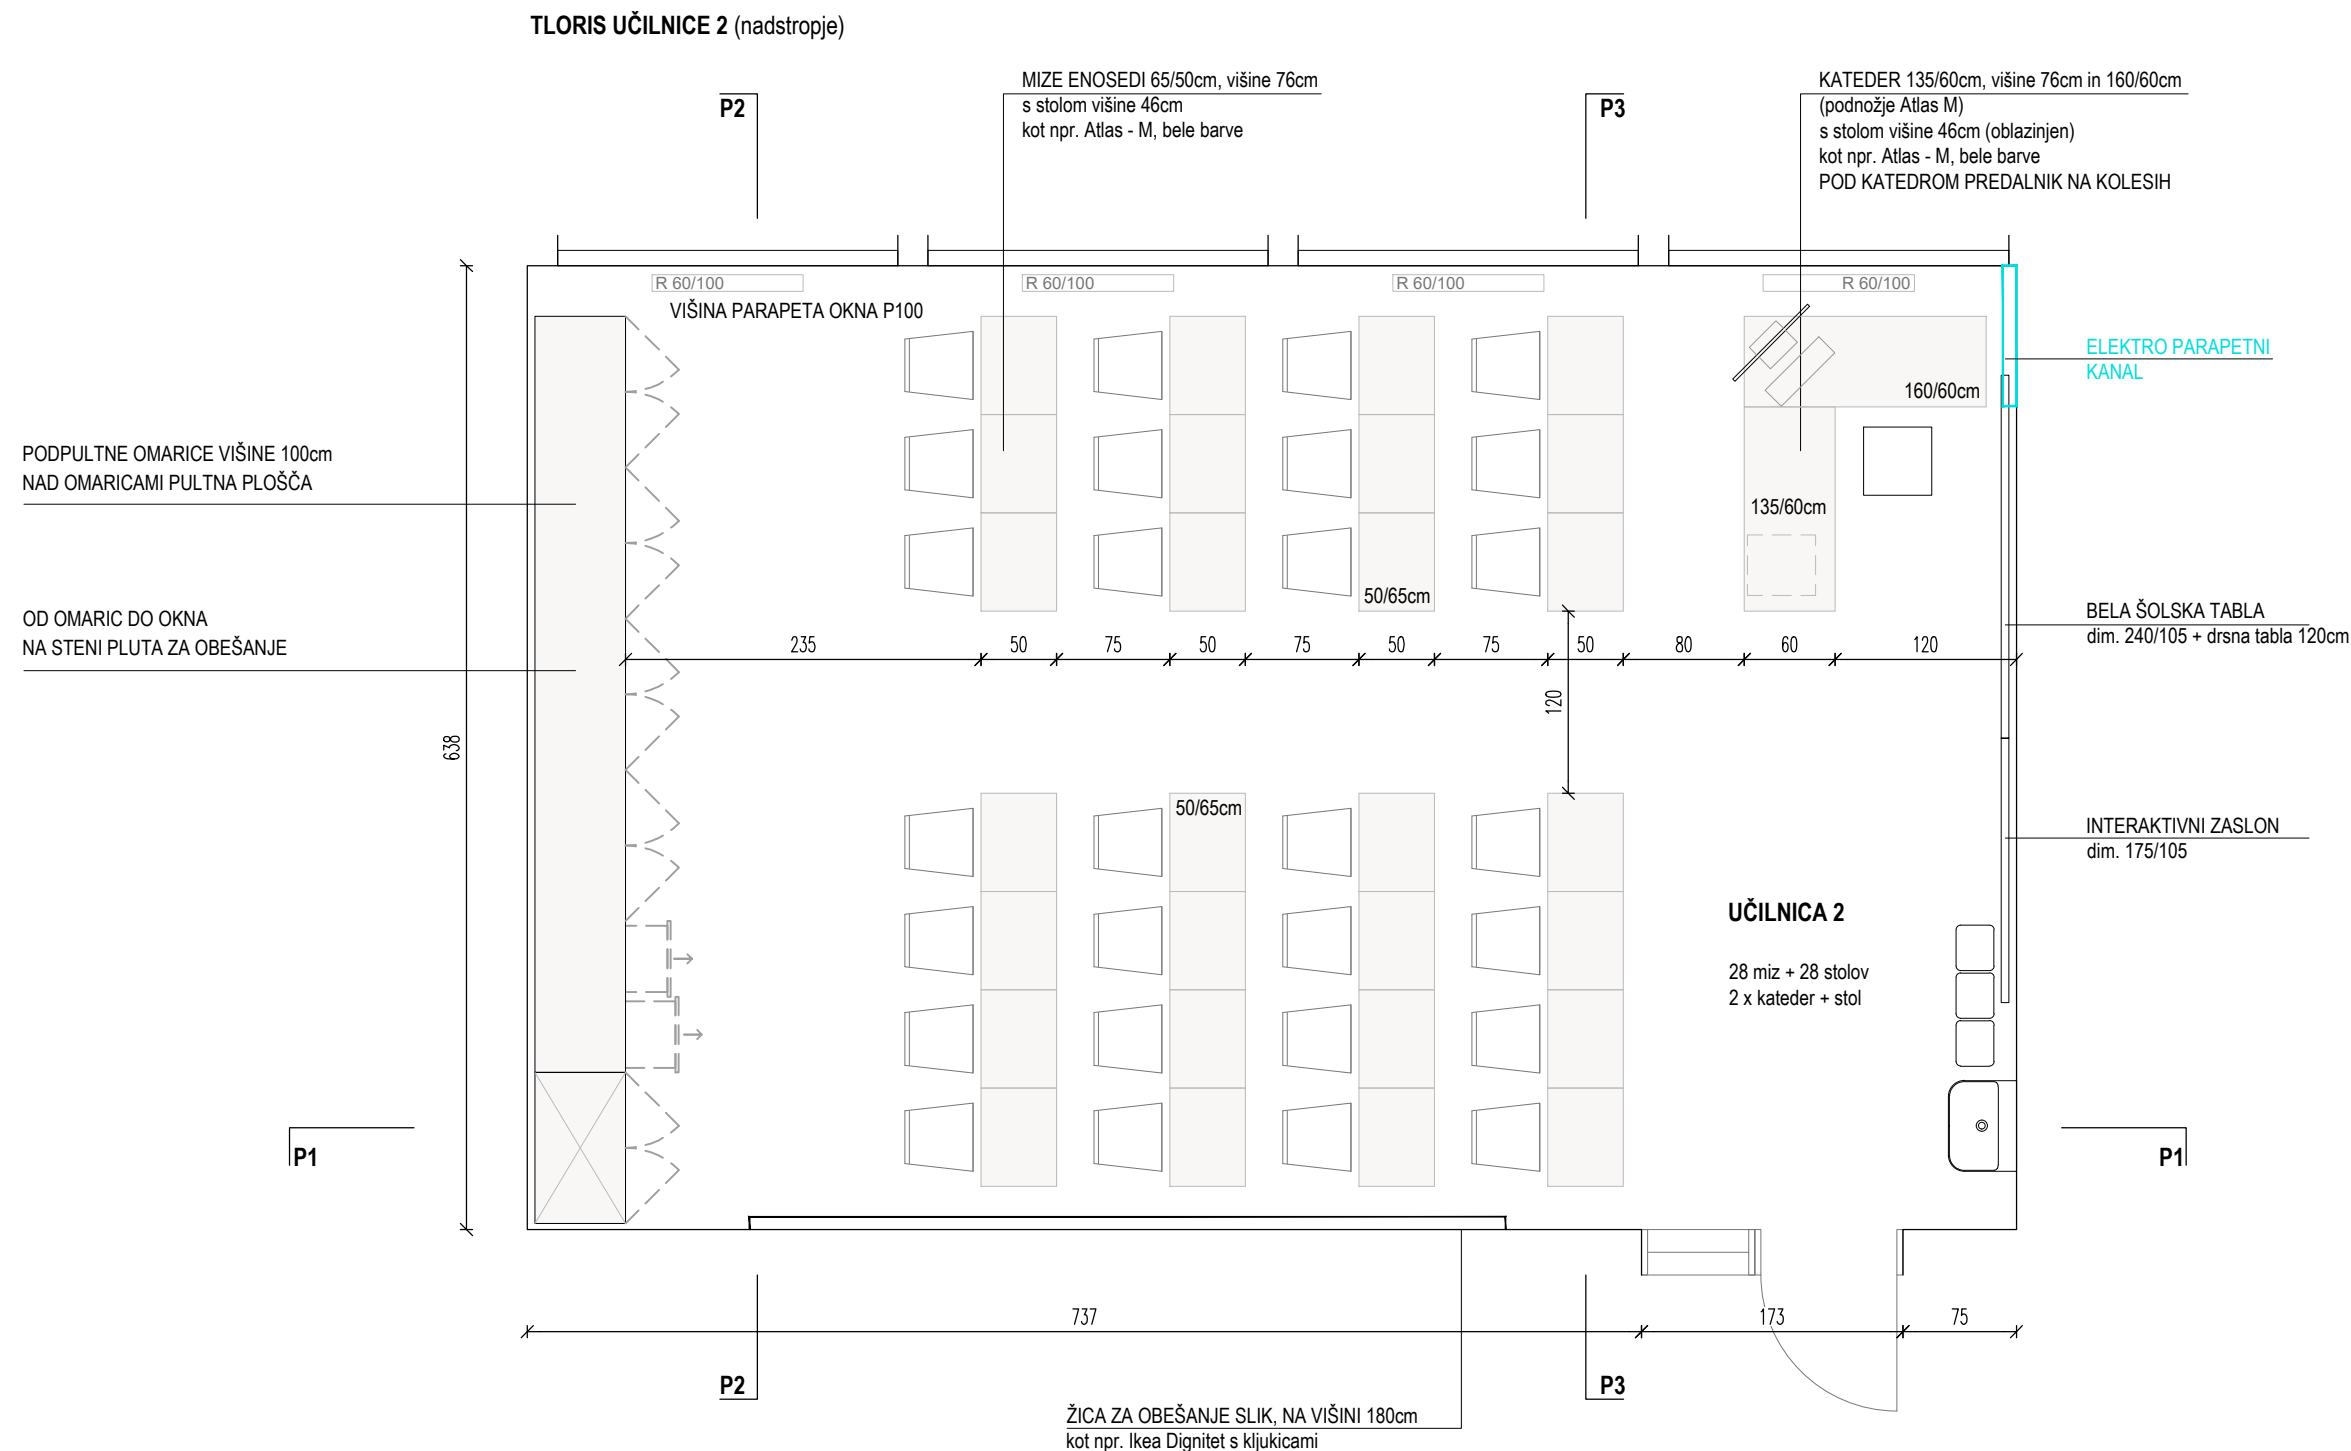 TLORIS UČILNICE 2 (nadstropje)
P2
MIZE ENOSEDI 65/50cm, višine 76cm
s stolom višine 46cm
kot npr. Atlas - M, bele barve
P3
KATEDER 135/60cm, višine 76cm in 160/60cm
(podnožje Atlas M)
s stolom višine 46cm (oblazinjen)
kot npr. Atlas - M, bele barve
POD KATEDROM PREDALNIK NA KOLESIH
R 60/100
R 60/100
R 60/100
R 60/100
VIŠINA PARAPETA OKNA P100
ELEKTRO PARAPETNI
KANAL
160/60cm
PODPULTNE OMARICE VIŠINE 100cm
NAD OMARICAMI PULTNA PLOŠČA
135/60cm
50/65cm
OD OMARIC DO OKNA
NA STENI PLUTA ZA OBEŠANJE
BELA ŠOLSKA TABLA
dim. 240/105 + drsna tabla 120cm
235
50
75
50
75
50
75
50
80
60
120
120
638
50/65cm
INTERAKTIVNI ZASLON
dim. 175/105
UČILNICA 2
28 miz + 28 stolov
2 x kateder + stol
P1
P1
737
173
75
P2
P3
ŽICA ZA OBEŠANJE SLIK, NA VIŠINI 180cm
kot npr. Ikea Dignitet s kljukicami